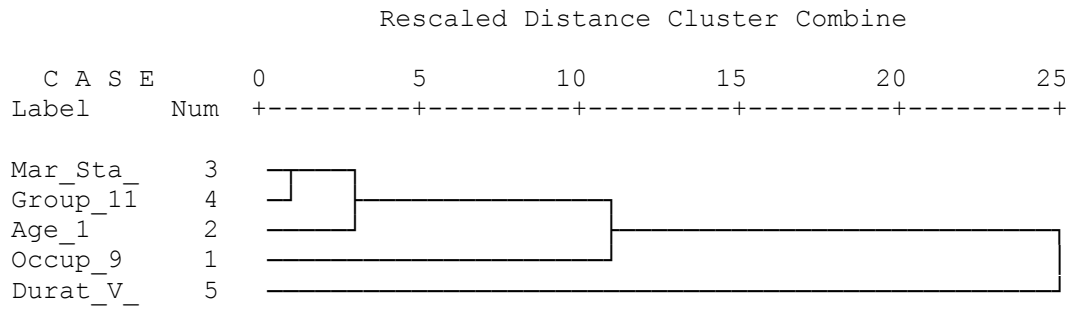 Rescaled Distance Cluster Combine
C A S E 0 5 10 15 20 25
Label Num +---------+---------+---------+---------+---------+
Mar_Sta_ 3
Group_11 4
Age_1 2
Occup_9 1
Durat_V_ 5